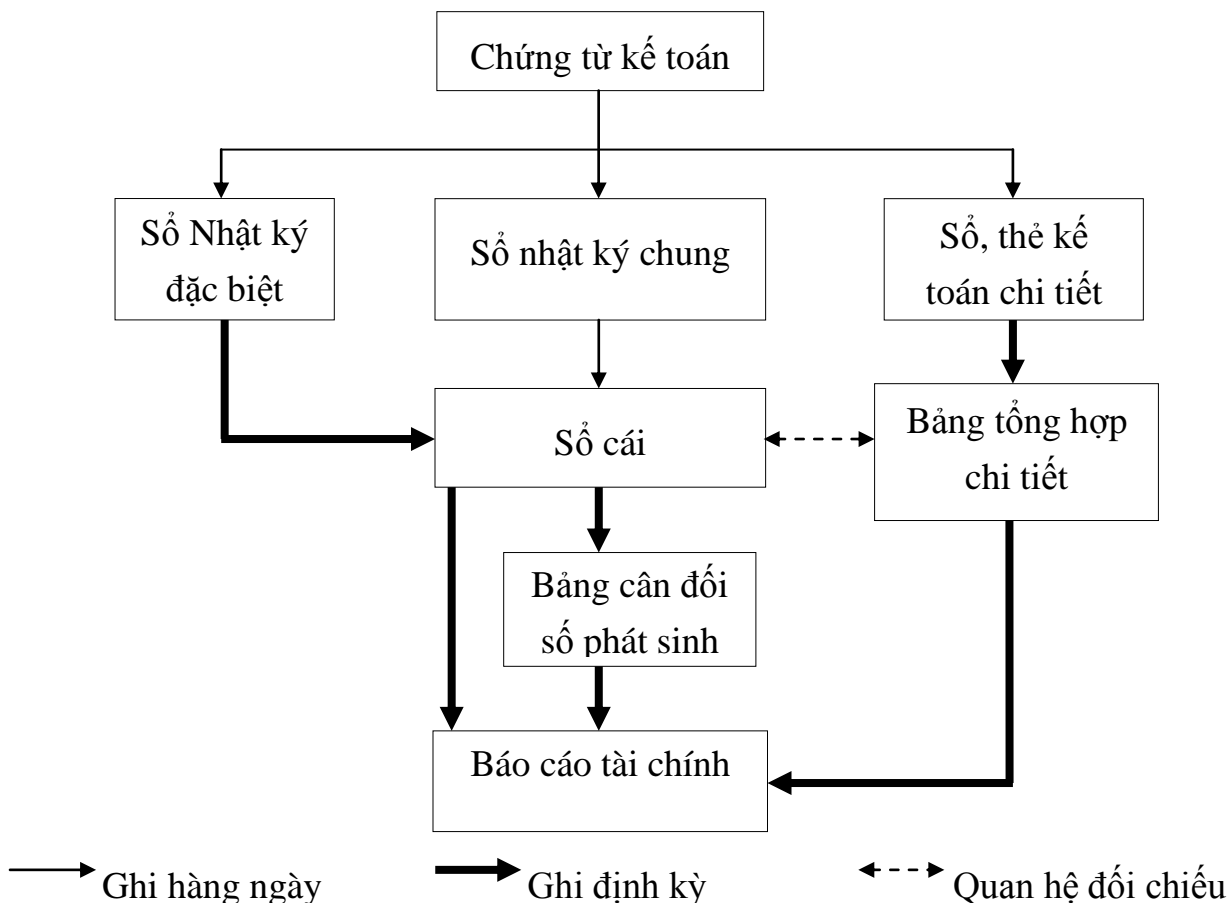 Chứng từ kế toán
Sổ Nhật ký
đặc biệt
Sổ nhật ký chung
Sổ, thẻ kế
toán chi tiết
Sổ cái
Bảng tổng hợp
chi tiết
Bảng cân đối
số phát sinh
Báo cáo tài chính
Ghi hàng ngày
Ghi định kỳ
Quan hệ đối chiếu